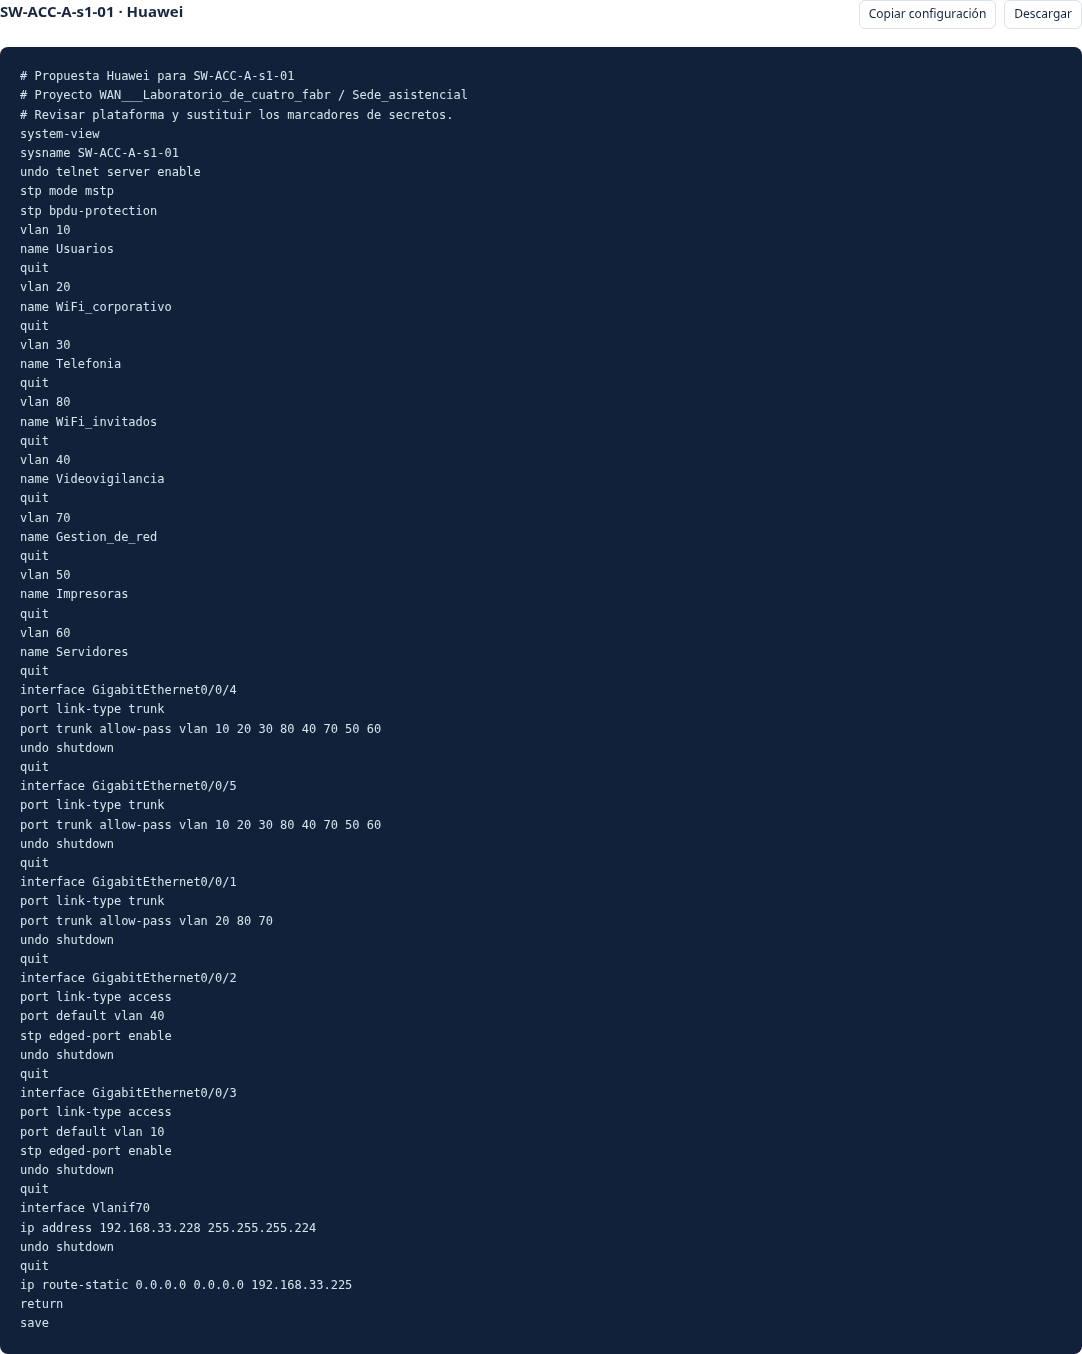 SW-ACC-A-s1-01 · Huawei
Copiar configuración
Descargar
# Propuesta Huawei para SW-ACC-A-s1-01
# Proyecto WAN___Laboratorio_de_cuatro_fabr / Sede_asistencial
# Revisar plataforma y sustituir los marcadores de secretos.
system-view
sysname SW-ACC-A-s1-01
undo telnet server enable
stp mode mstp
stp bpdu-protection
vlan 10
name Usuarios
quit
vlan 20
name WiFi_corporativo
quit
vlan 30
name Telefonia
quit
vlan 80
name WiFi_invitados
quit
vlan 40
name Videovigilancia
quit
vlan 70
name Gestion_de_red
quit
vlan 50
name Impresoras
quit
vlan 60
name Servidores
quit
interface GigabitEthernet0/0/4
port link-type trunk
port trunk allow-pass vlan 10 20 30 80 40 70 50 60
undo shutdown
quit
interface GigabitEthernet0/0/5
port link-type trunk
port trunk allow-pass vlan 10 20 30 80 40 70 50 60
undo shutdown
quit
interface GigabitEthernet0/0/1
port link-type trunk
port trunk allow-pass vlan 20 80 70
undo shutdown
quit
interface GigabitEthernet0/0/2
port link-type access
port default vlan 40
stp edged-port enable
undo shutdown
quit
interface GigabitEthernet0/0/3
port link-type access
port default vlan 10
stp edged-port enable
undo shutdown
quit
interface Vlanif70
ip address 192.168.33.228 255.255.255.224
undo shutdown
quit
ip route-static 0.0.0.0 0.0.0.0 192.168.33.225
return
save